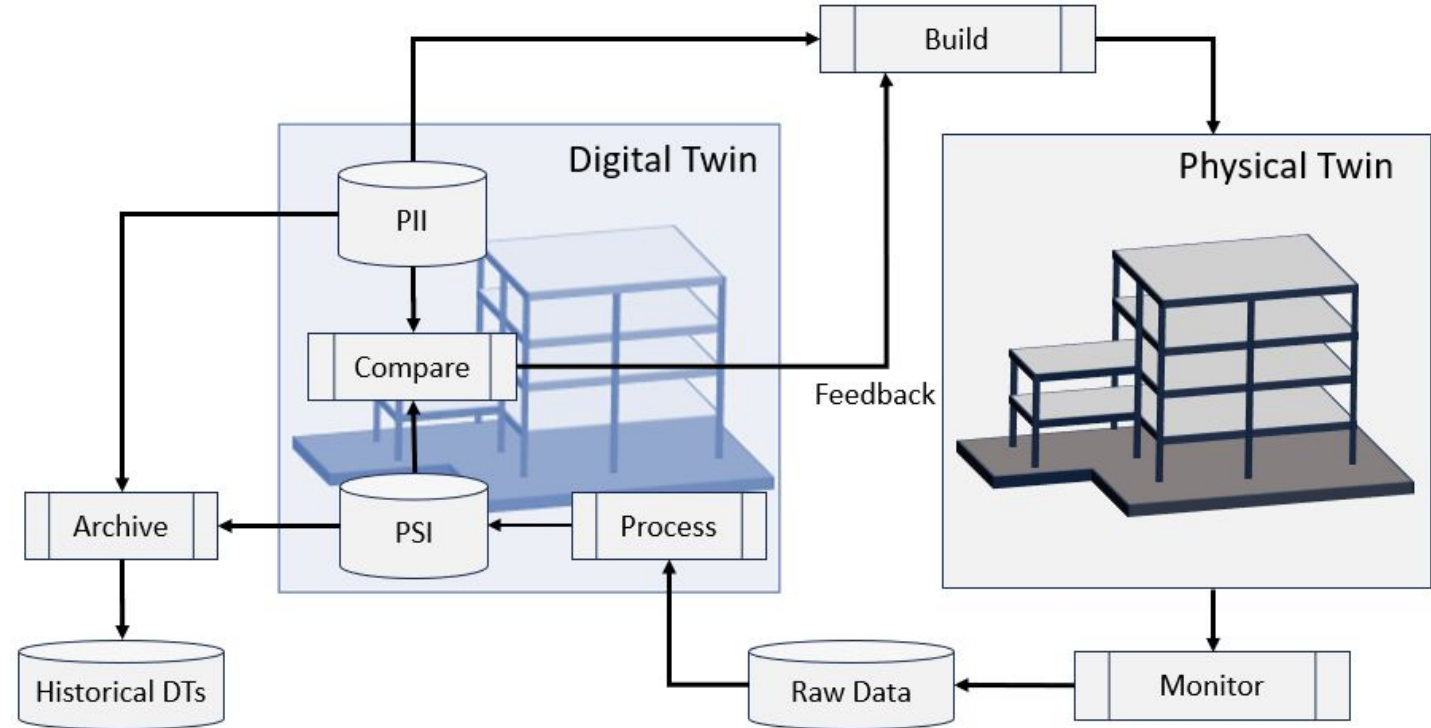 Build
Digital Twin
Physical Twin
PII
Compare
Feedback
Archive
PSI
Process
Historical DTs
Raw Data
Monitor